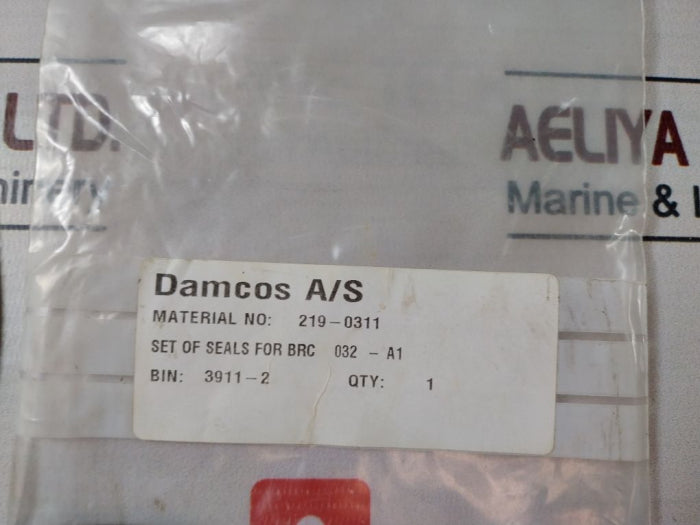 LTD.
AELIYA
Marine &
Damcos A/S
MATERIAL NO: 219-0311
SET OF SEALS FOR BRC 032 - A1
BIN: 3911-2 QTY: 1